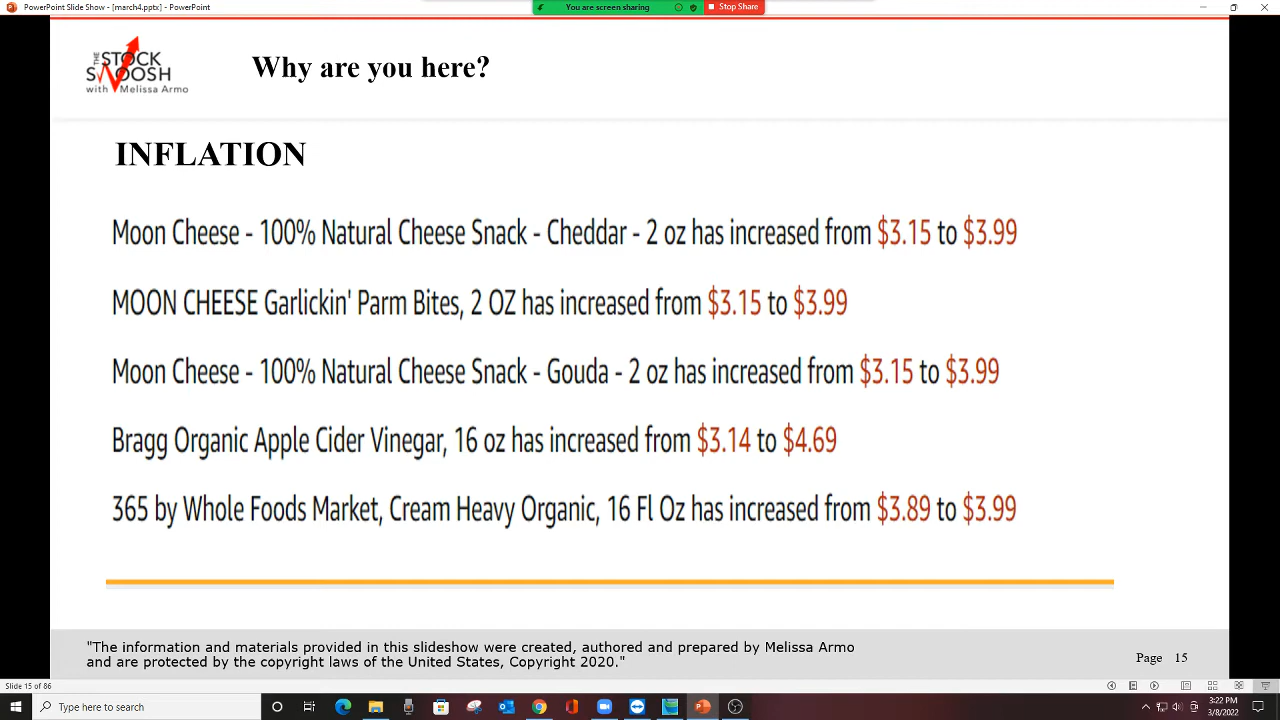 PowerPoint Slide Show - [march4.pptx] - PowerPoint
You are screen sharing
Stop Share
THE STOCK
SWOOSH
with Melissa Armo
Why are you here?
INFLATION
Moon Cheese - 100% Natural Cheese Snack - Cheddar - 2 oz has increased from $3.15 to $3.99
MOON CHEESE Garlickin' Parm Bites, 2 OZ has increased from $3.15 to $3.99
Moon Cheese - 100% Natural Cheese Snack - Gouda - 2 oz has increased from $3.15 to $3.99
Bragg Organic Apple Cider Vinegar, 16 oz has increased from $3.14 to $4.69
365 by Whole Foods Market, Cream Heavy Organic, 16 Fl Oz has increased from $3.89 to $3.99
"The information and materials provided in this slideshow were created, authored and prepared by Melissa Armo
and are protected by the copyright laws of the United States, Copyright 2020."
Page 15
Slide 15 of 86
Type here to search
3:22 PM
3/8/2022